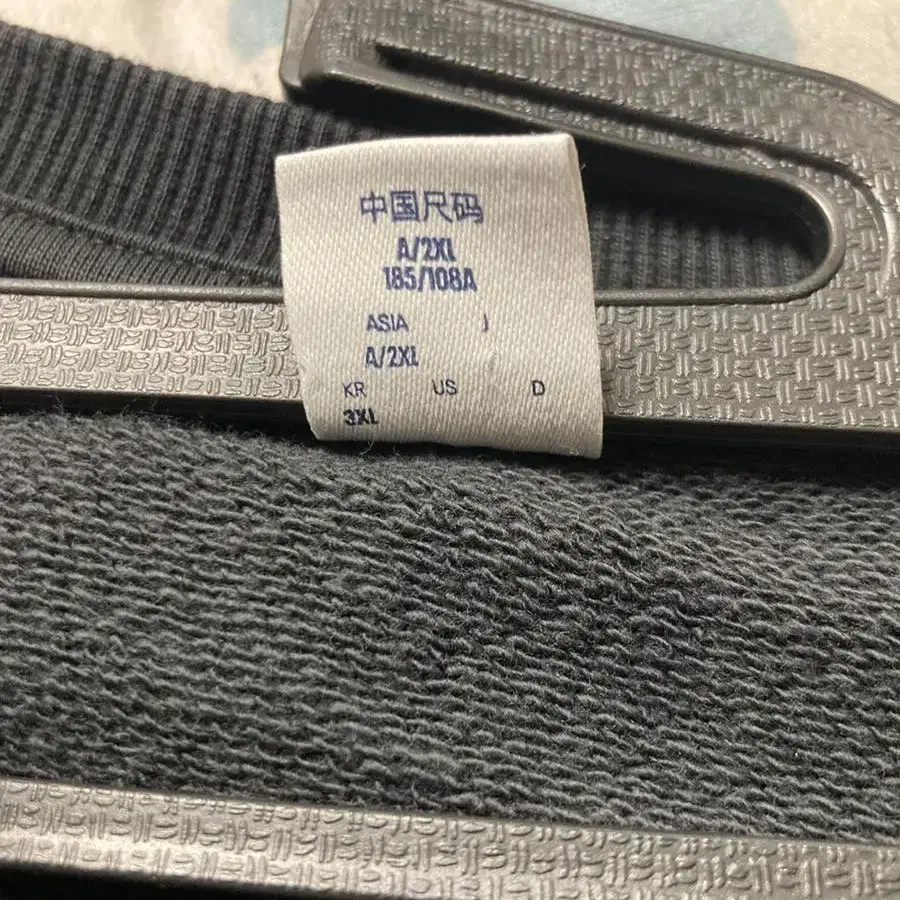 中国尺码
A/2XL
185/108A
ASIA J
A/2XL
KR US D
3XL